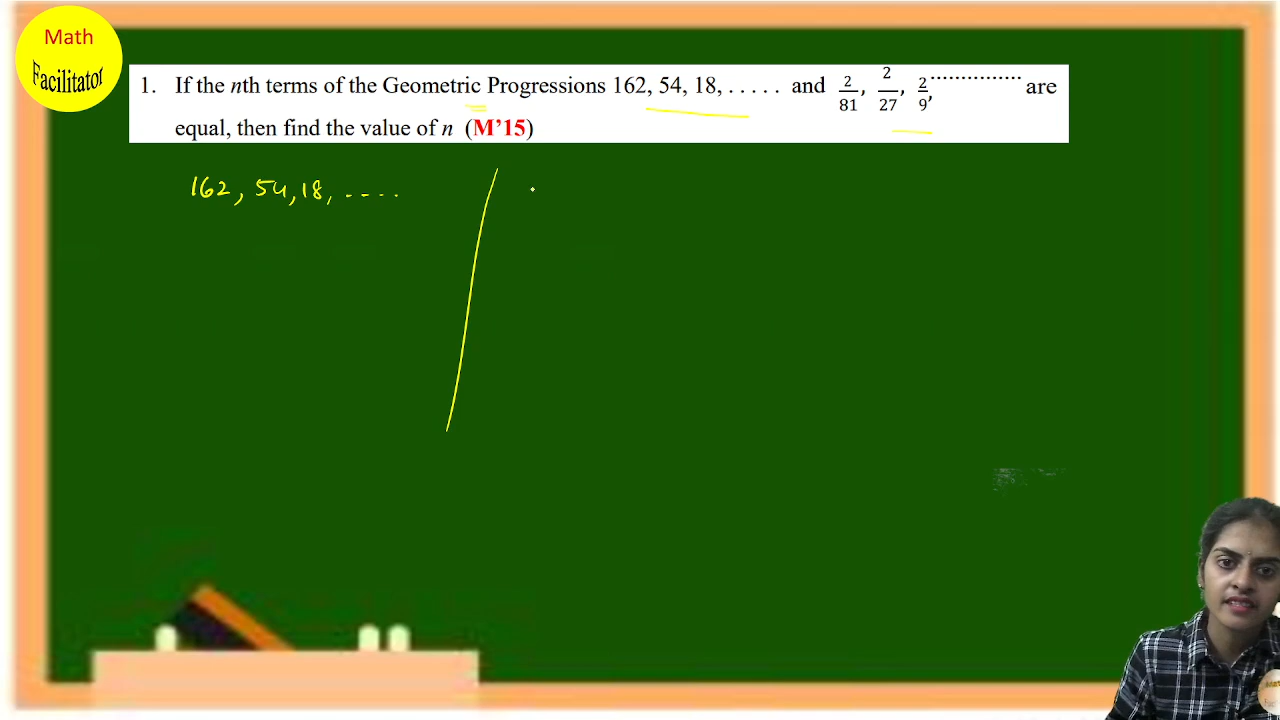 Math
Facilitator
1. If the nth terms of the Geometric Progressions 162, 54, 18, . . . . . and 2/81, 2/27, 2/9, ............... are
equal, then find the value of n (M’15)
162, 54, 18, ----